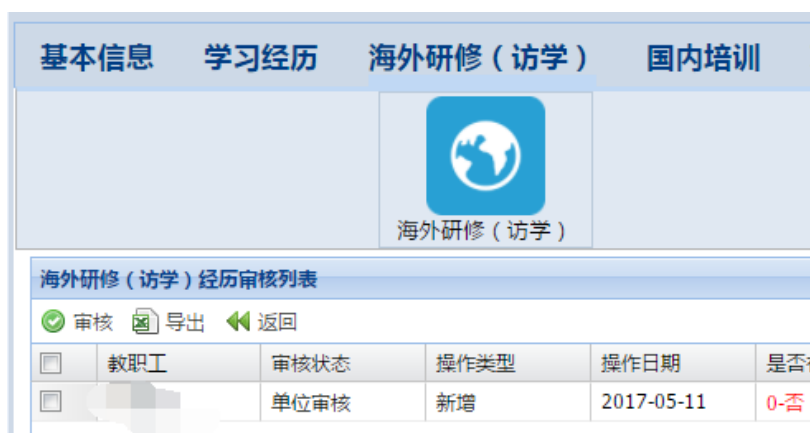 基本信息 学习经历 海外研修（访学） 国内培训
海外研修（访学）
海外研修（访学）经历审核列表
审核 导出 返回
教职工 审核状态 操作类型 操作日期 是否
单位审核 新增 2017-05-11 0-否